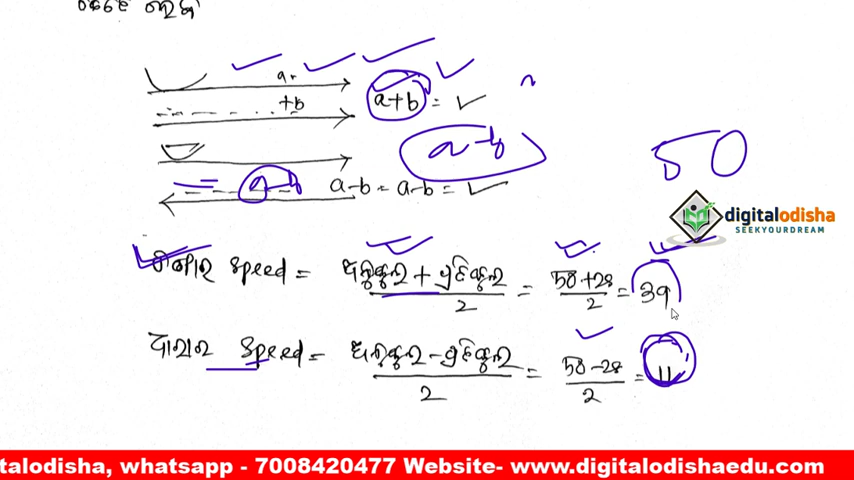 a
+b a+b =
a-b
a-b a-b = a-b =
50
digitalodisha
SEEKYOURDREAM
Speed = ଅନୁକୂଳ + ପ୍ରତିକୂଳ / 2 = 50+28 / 2 = 39
Speed = ଅନୁକୂଳ - ପ୍ରତିକୂଳ / 2 = 50-28 / 2 = 11
talodisha, whatsapp - 7008420477 Website- www.digitalodishaedu.com